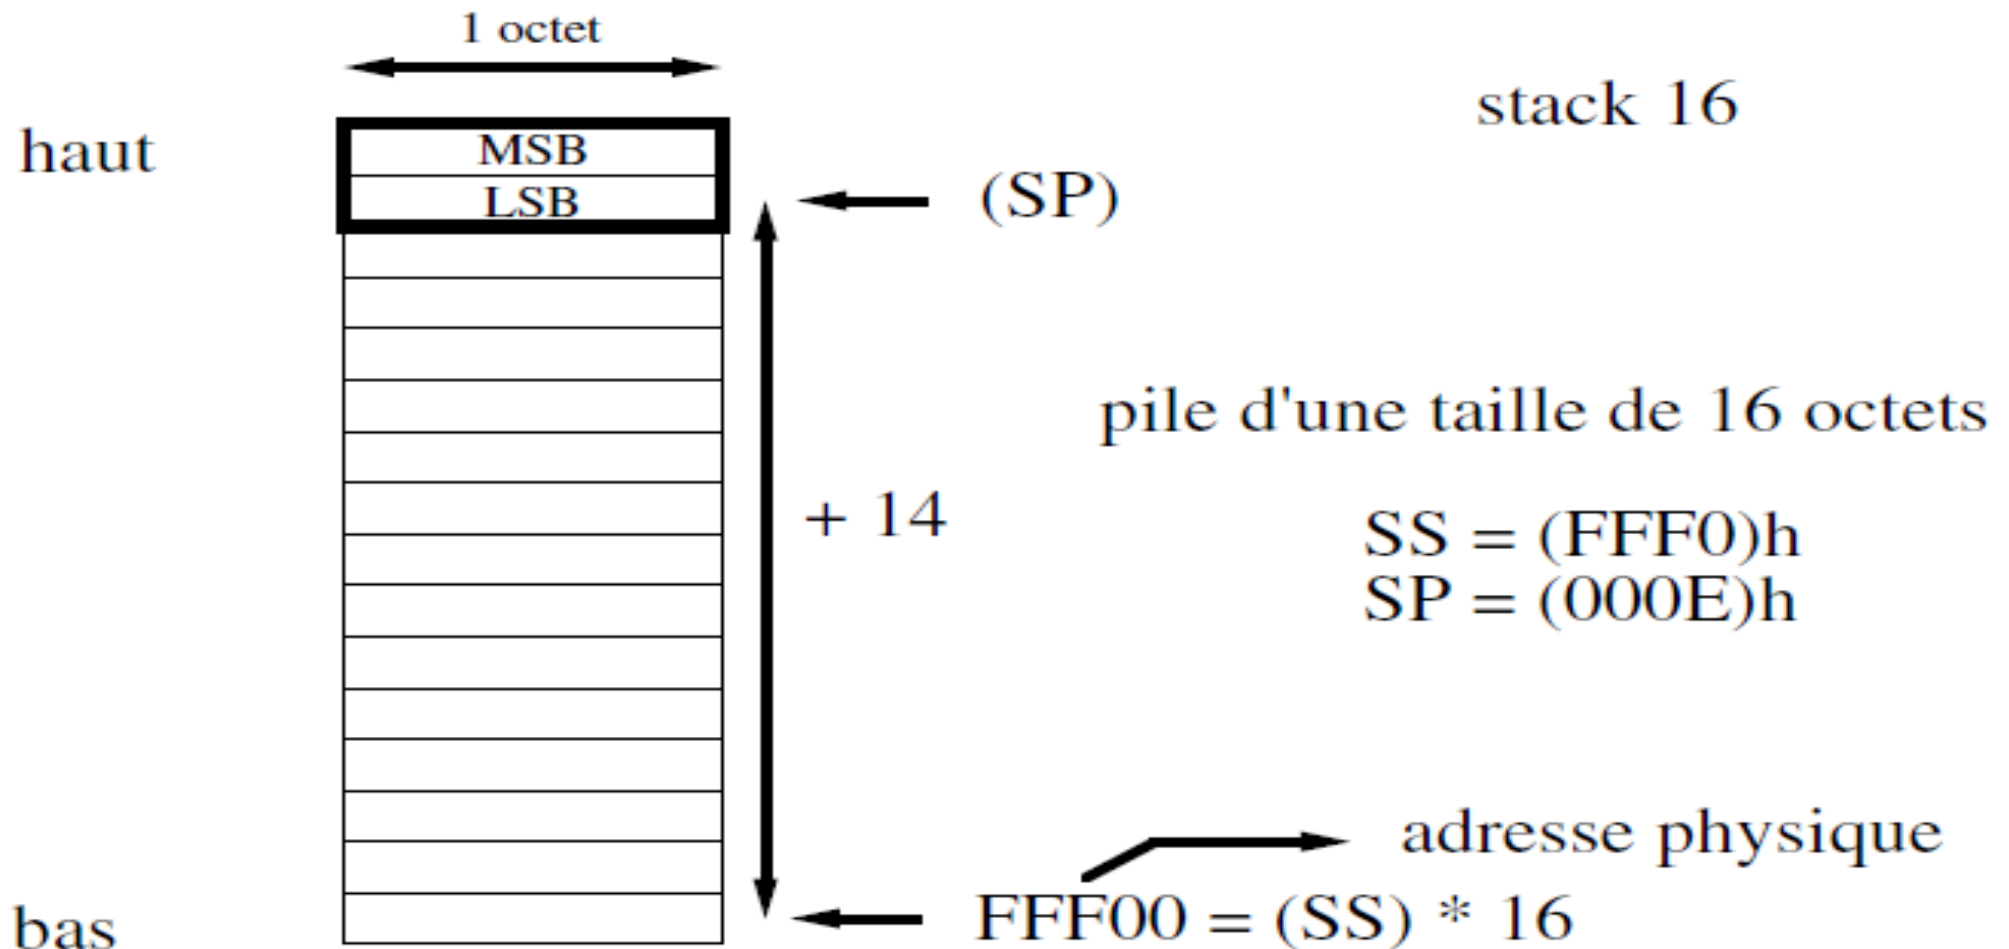 1 octet
stack 16
haut
MSB
LSB
(SP)
pile d'une taille de 16 octets
+ 14
SS = (FFF0)h
SP = (000E)h
adresse physique
bas
FFF00 = (SS) * 16